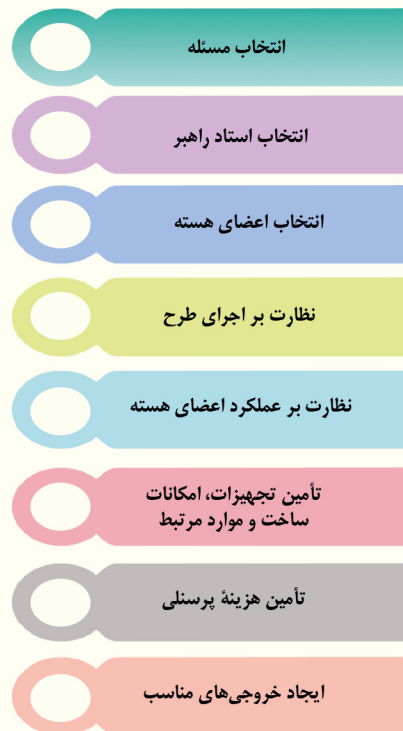 انتخاب مسئله
انتخاب استاد راهبر
انتخاب اعضای هسته
نظارت بر اجرای طرح
نظارت بر عملکرد اعضای هسته
تأمین تجهیزات، امکانات
ساخت و موارد مرتبط
تأمین هزینۀ پرسنلی
ایجاد خروجی‌های مناسب